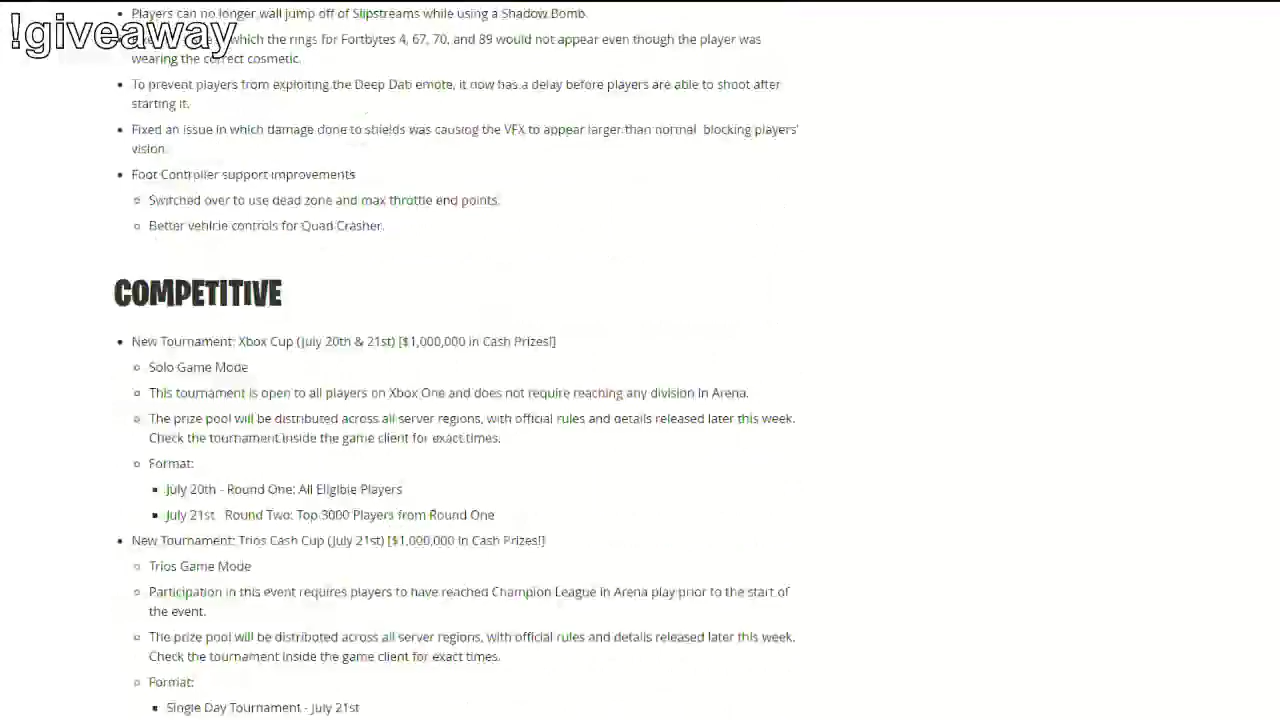 • Players can no longer wall jump off of Slipstreams while using a Shadow Bomb.
!giveaway
which the rings for Fortbytes 4, 67, 70, and 89 would not appear even though the player was
wearing the correct cosmetic.
• To prevent players from exploiting the Deep Dab emote, it now has a delay before players are able to shoot after
starting it.
• Fixed an issue in which damage done to shields was causing the VFX to appear larger than normal blocking players'
vision.
• Foot Controller support improvements
◦ Switched over to use dead zone and max throttle end points.
◦ Better vehicle controls for Quad Crasher.
COMPETITIVE
• New Tournament: Xbox Cup (July 20th & 21st) [$1,000,000 in Cash Prizes!]
◦ Solo Game Mode
◦ This tournament is open to all players on Xbox One and does not require reaching any division in Arena.
◦ The prize pool will be distributed across all server regions, with official rules and details released later this week.
Check the tournament inside the game client for exact times.
◦ Format:
▪ July 20th - Round One: All Eligible Players
▪ July 21st Round Two: Top 3000 Players from Round One
• New Tournament: Trios Cash Cup (July 21st) [$1,000,000 in Cash Prizes!]
◦ Trios Game Mode
◦ Participation in this event requires players to have reached Champion League in Arena play prior to the start of
the event.
◦ The prize pool will be distributed across all server regions, with official rules and details released later this week.
Check the tournament inside the game client for exact times.
◦ Format:
▪ Single Day Tournament - July 21st